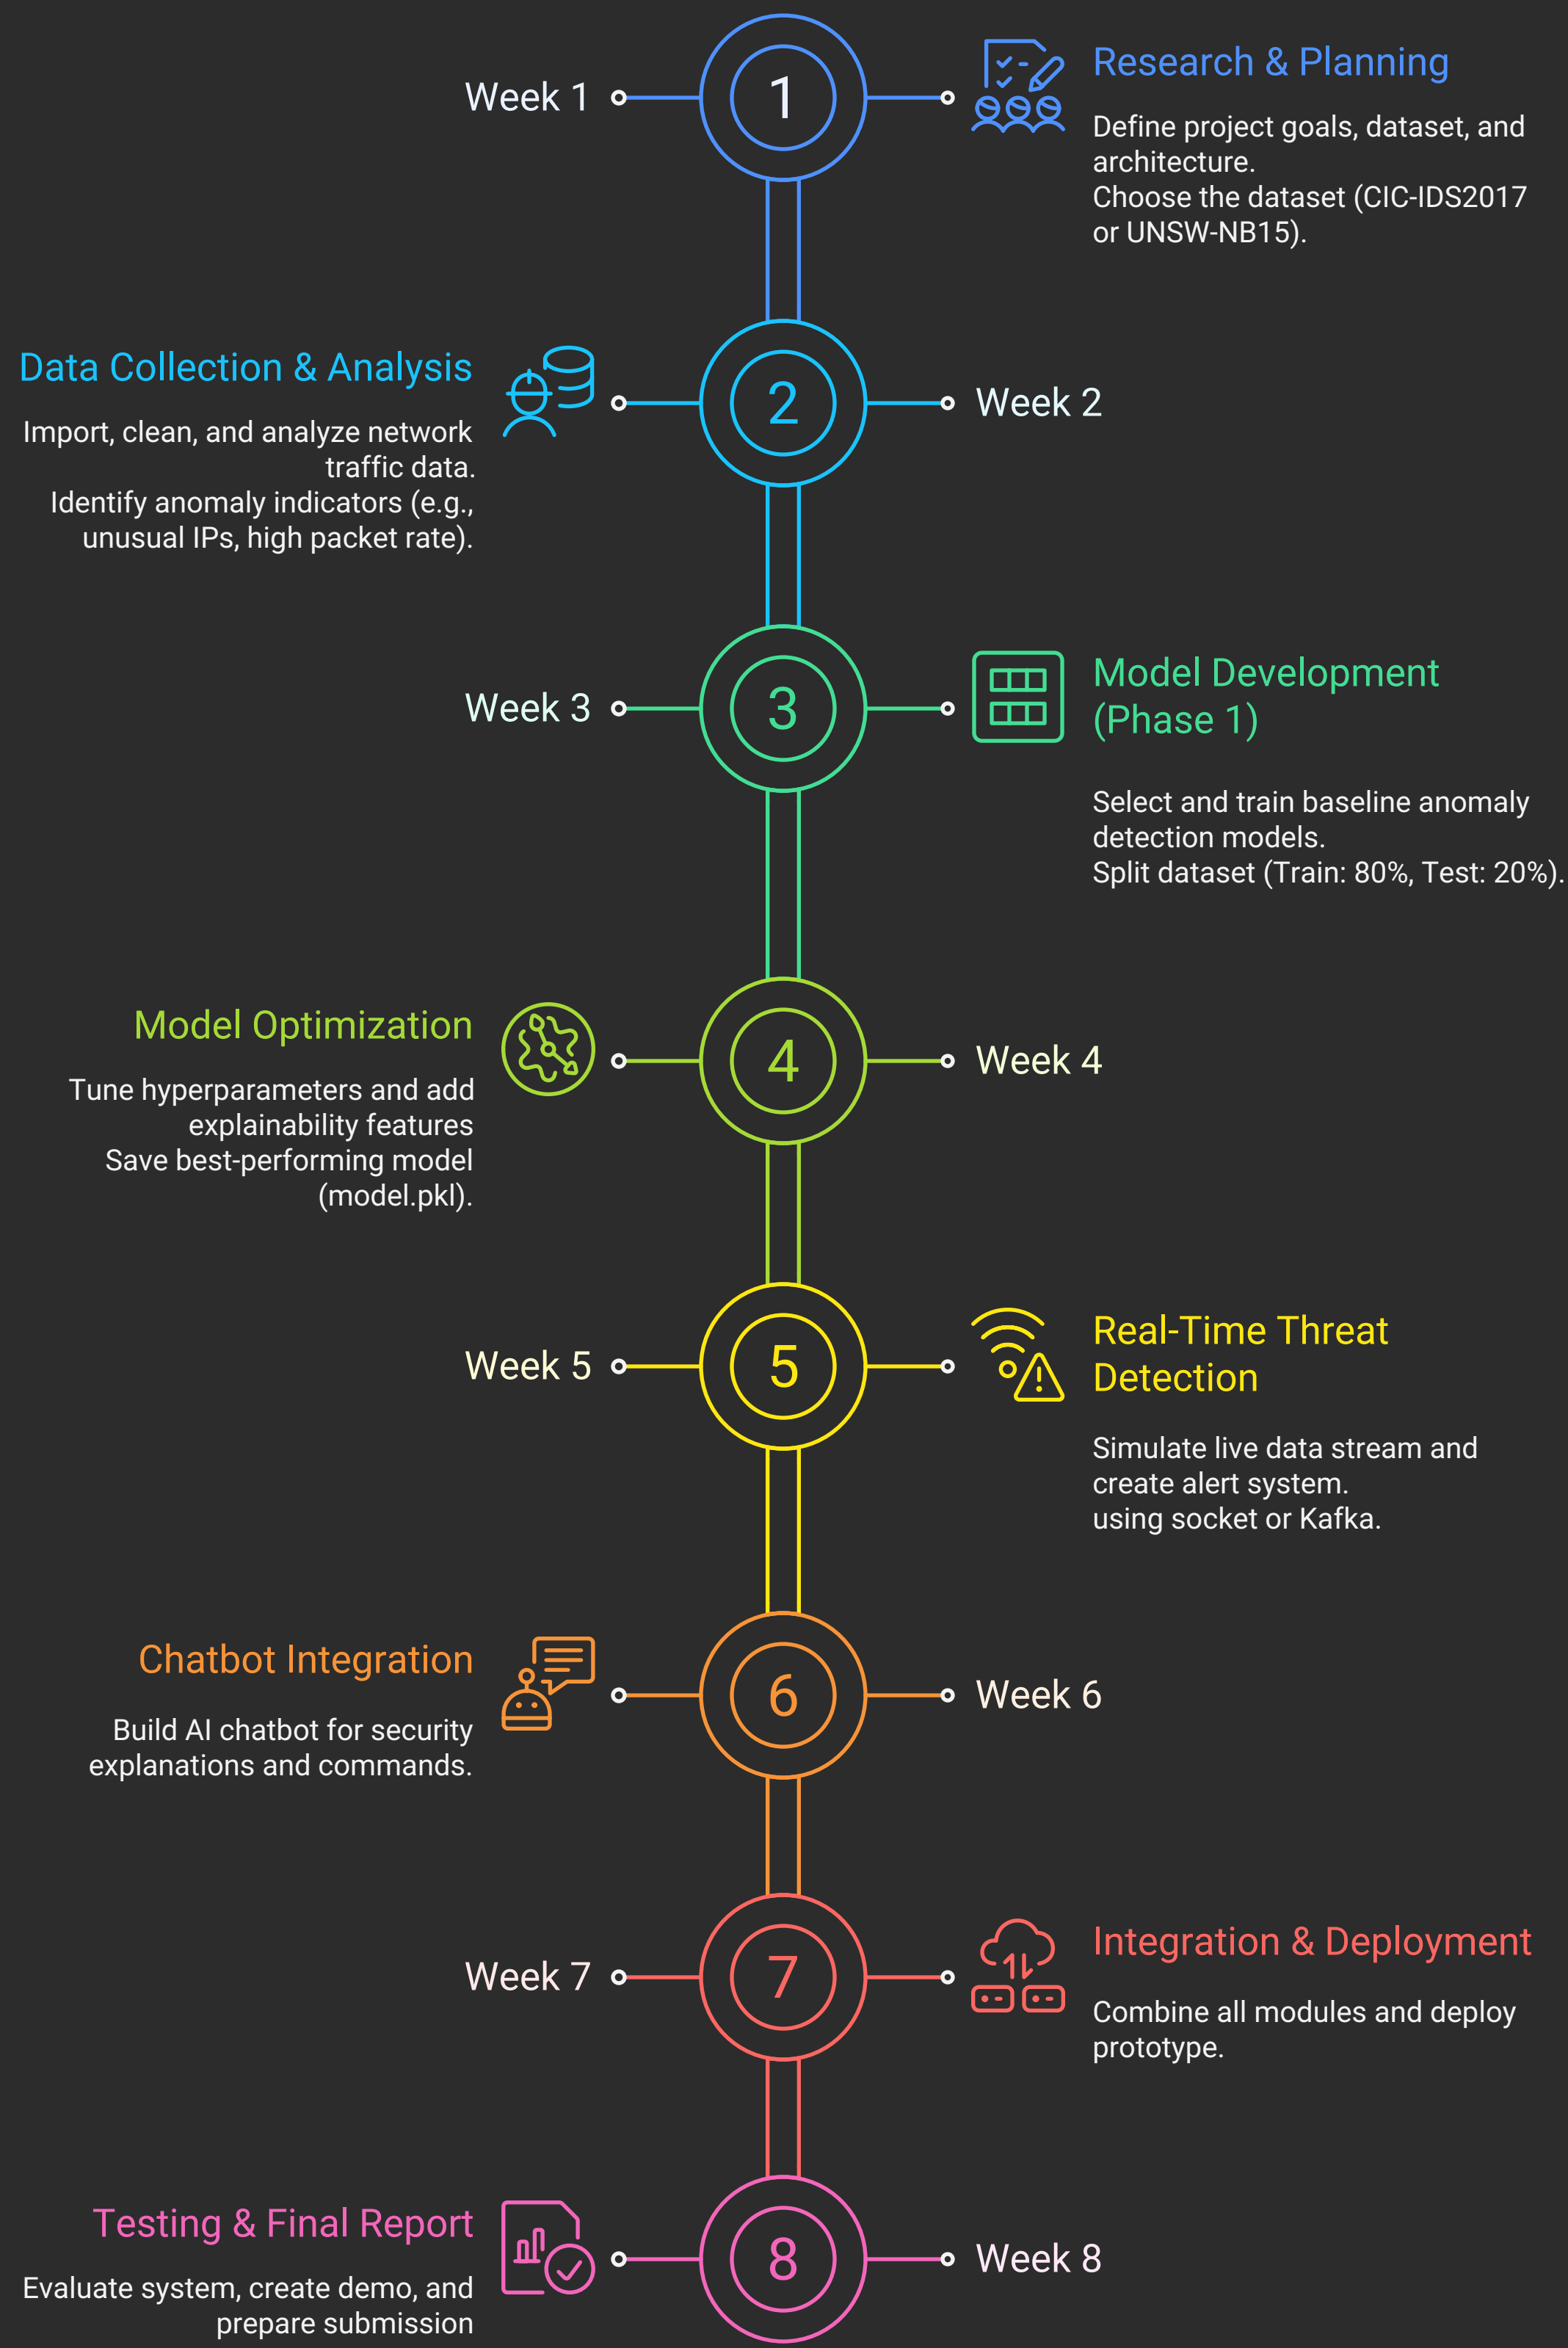 Week 1
1
Research & Planning
Define project goals, dataset, and
architecture.
Choose the dataset (CIC-IDS2017
or UNSW-NB15).
Data Collection & Analysis
Import, clean, and analyze network
traffic data.
Identify anomaly indicators (e.g.,
unusual IPs, high packet rate).
2
Week 2
Week 3
3
Model Development
(Phase 1)
Select and train baseline anomaly
detection models.
Split dataset (Train: 80%, Test: 20%).
Model Optimization
Tune hyperparameters and add
explainability features
Save best-performing model
(model.pkl).
4
Week 4
Week 5
5
Real-Time Threat
Detection
Simulate live data stream and
create alert system.
using socket or Kafka.
Chatbot Integration
Build AI chatbot for security
explanations and commands.
6
Week 6
Week 7
7
Integration & Deployment
Combine all modules and deploy
prototype.
Testing & Final Report
Evaluate system, create demo, and
prepare submission
8
Week 8